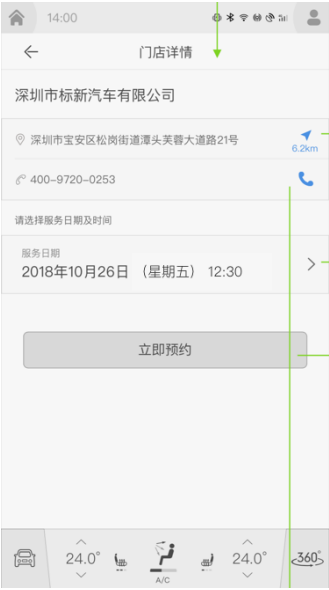 14:00
门店详情
深圳市标新汽车有限公司
深圳市宝安区松岗街道潭头芙蓉大道路21号
6.2km
400-9720-0253
请选择服务日期及时间
服务日期
2018年10月26日 （星期五） 12:30
立即预约
24.0° 24.0° 360°
A/C